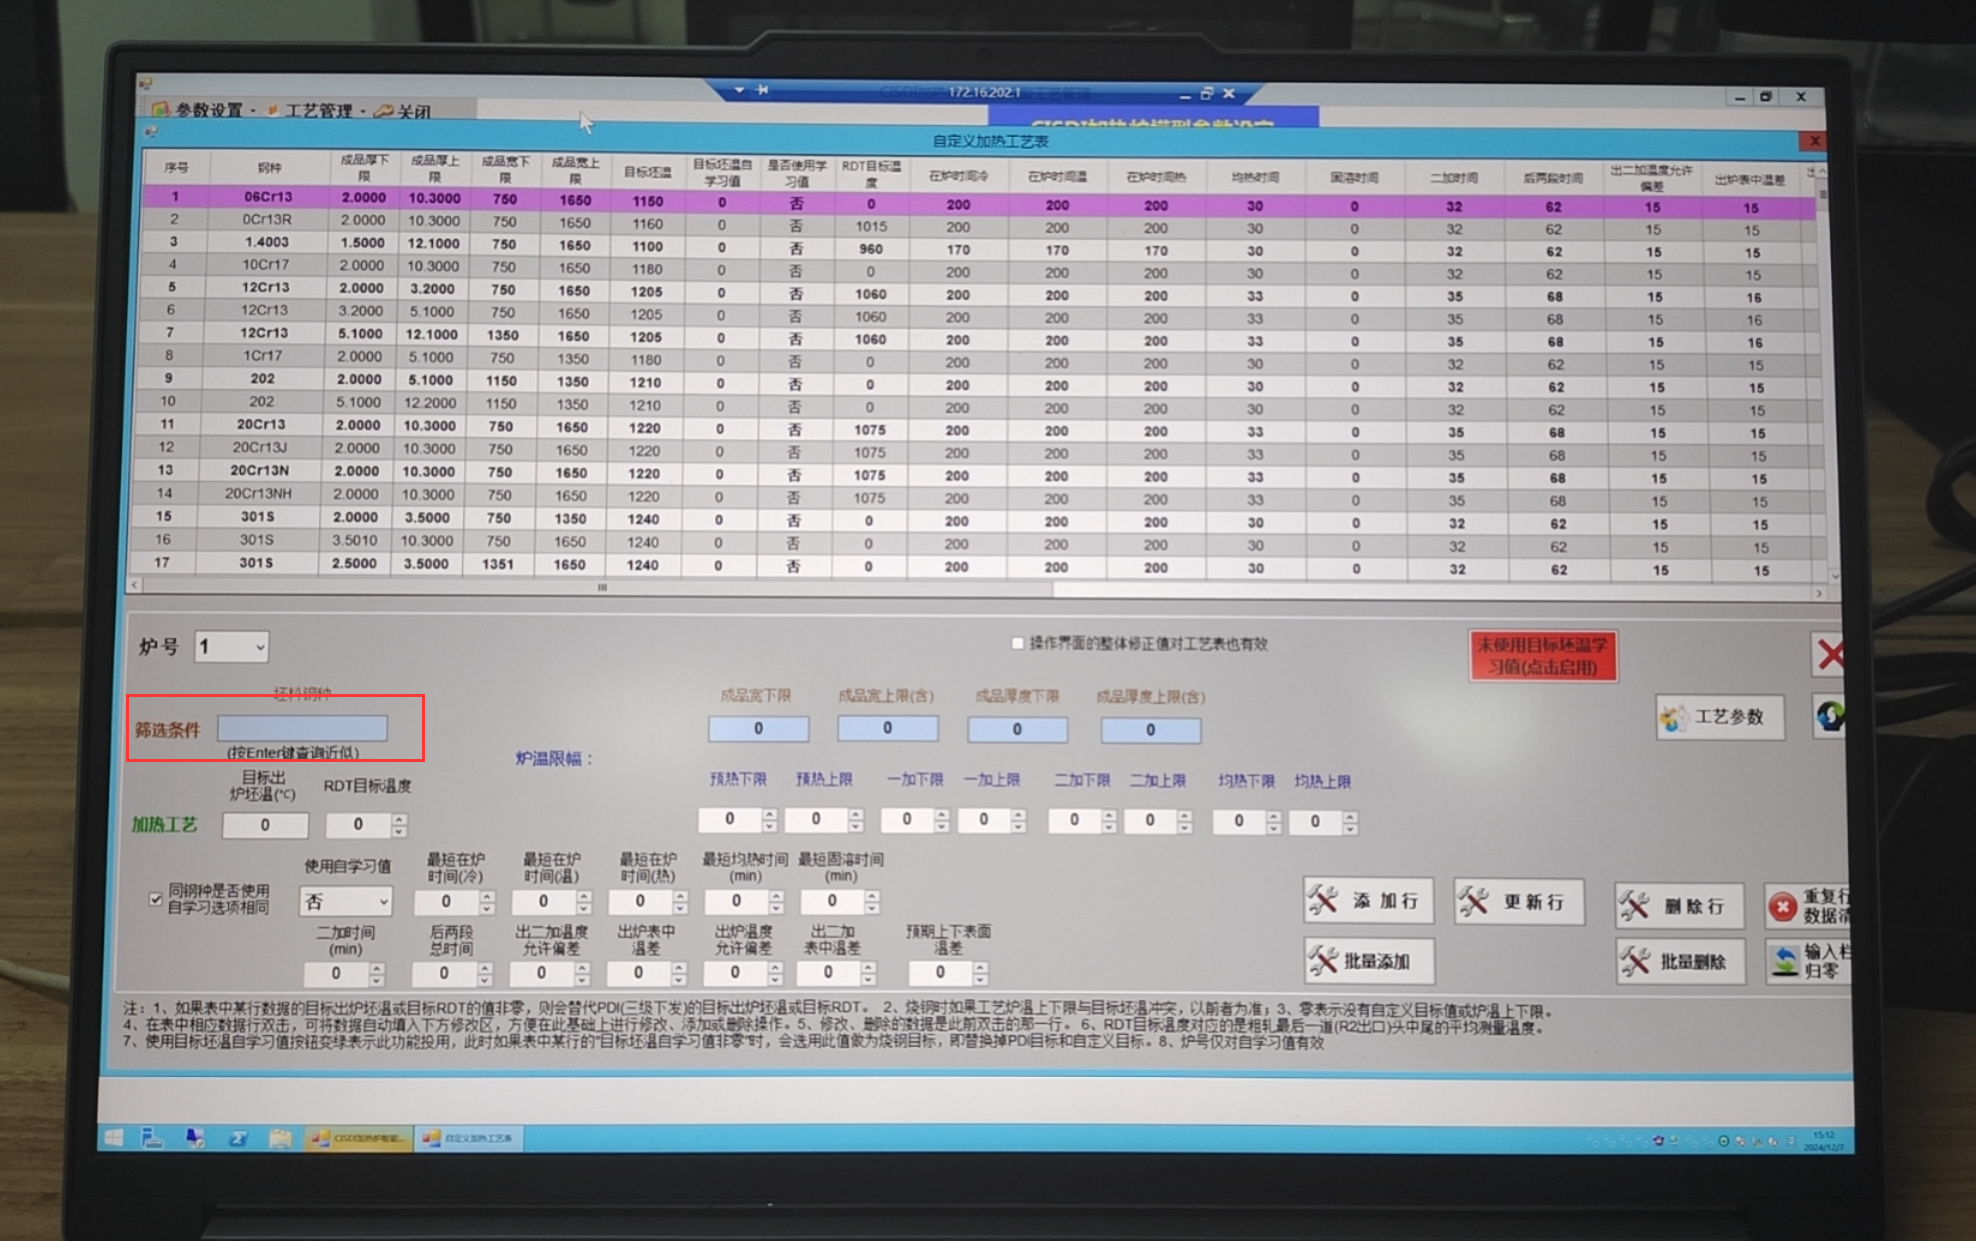 172.16.202.1
参数设置 工艺管理 关闭
自定义加热工艺表
序号 钢种 成品厚下限 成品厚上限 成品宽下限 成品宽上限 目标坯温 目标坯温自学习值 是否使用学习值 RDT目标温度 在炉时间冷 在炉时间温 在炉时间热 均热时间 固溶时间 二加时间 后两段时间 出二加温度允许偏差 出炉表中温差
1 06Cr13 2.0000 10.3000 750 1650 1150 0 否 0 200 200 200 30 0 32 62 15 15
2 0Cr13R 2.0000 10.3000 750 1650 1160 0 否 1015 200 200 200 30 0 32 62 15 15
3 1.4003 1.5000 12.1000 750 1650 1100 0 否 960 170 170 170 30 0 32 62 15 15
4 10Cr17 2.0000 10.3000 750 1650 1180 0 否 0 200 200 200 30 0 32 62 15 15
5 12Cr13 2.0000 3.2000 750 1650 1205 0 否 1060 200 200 200 33 0 35 68 15 16
6 12Cr13 3.2000 5.1000 750 1650 1205 0 否 1060 200 200 200 33 0 35 68 15 16
7 12Cr13 5.1000 12.1000 1350 1650 1205 0 否 1060 200 200 200 33 0 35 68 15 16
8 1Cr17 2.0000 5.1000 750 1350 1180 0 否 0 200 200 200 30 0 32 62 15 15
9 202 2.0000 5.1000 1150 1350 1210 0 否 0 200 200 200 30 0 32 62 15 15
10 202 5.1000 12.2000 1150 1350 1210 0 否 0 200 200 200 30 0 32 62 15 15
11 20Cr13 2.0000 10.3000 750 1650 1220 0 否 1075 200 200 200 33 0 35 68 15 15
12 20Cr13J 2.0000 10.3000 750 1650 1220 0 否 1075 200 200 200 33 0 35 68 15 15
13 20Cr13N 2.0000 10.3000 750 1650 1220 0 否 1075 200 200 200 33 0 35 68 15 15
14 20Cr13NH 2.0000 10.3000 750 1650 1220 0 否 1075 200 200 200 33 0 35 68 15 15
15 301S 2.0000 3.5000 750 1350 1240 0 否 0 200 200 200 30 0 32 62 15 15
16 301S 3.5010 10.3000 750 1650 1240 0 否 0 200 200 200 30 0 32 62 15 15
17 301S 2.5000 3.5000 1351 1650 1240 0 否 0 200 200 200 30 0 32 62 15 15
炉号 1
操作界面的整体修正值对工艺表也有效
未使用目标坯温学习值(点击启用)
坯料钢种
成品宽下限 成品宽上限(含) 成品厚度下限 成品厚度上限(含)
筛选条件 0 0 0 0
工艺参数
(按Enter键查询近似)
炉温限幅：
目标出炉坯温(℃) RDT目标温度
预热下限 预热上限 一加下限 一加上限 二加下限 二加上限 均热下限 均热上限
加热工艺 0 0 0 0 0 0 0 0 0 0
使用自学习值 最短在炉时间(冷) 最短在炉时间(温) 最短在炉时间(热) 最短均热时间(min) 最短固溶时间(min)
同钢种是否使用自学习选项相同 否 0 0 0 0 0
添加行 更新行 删除行 重复行数据清
二加时间(min) 后两段总时间 出二加温度允许偏差 出炉表中温差 出炉温度允许偏差 出二加表中温差 预期上下表面温差
0 0 0 0 0 0 0
批量添加 批量删除 输入栏归零
注：1、如果表中某行数据的目标出炉坯温或目标RDT的值非零，则会替代PDI(三级下发)的目标出炉坯温或目标RDT。 2、烧钢时如果工艺炉温上下限与目标坯温冲突，以前者为准；3、零表示没有自定义目标值或炉温上下限。
4、在表中相应数据行双击，可将数据自动填入下方修改区，方便在此基础上进行修改、添加或删除操作。5、修改、删除的数据是此前双击的那一行。 6、RDT目标温度对应的是粗轧最后一道(R2出口)头中尾的平均测量温度。
7、使用目标坯温自学习值按钮变绿表示此功能投用，此时如果表中某行的"目标坯温自学习值非零"时，会选用此值做为烧钢目标，即替换掉PDI目标和自定义目标。8、炉号仅对自学习值有效
自定义加热工艺表
15:12
2024/12/7